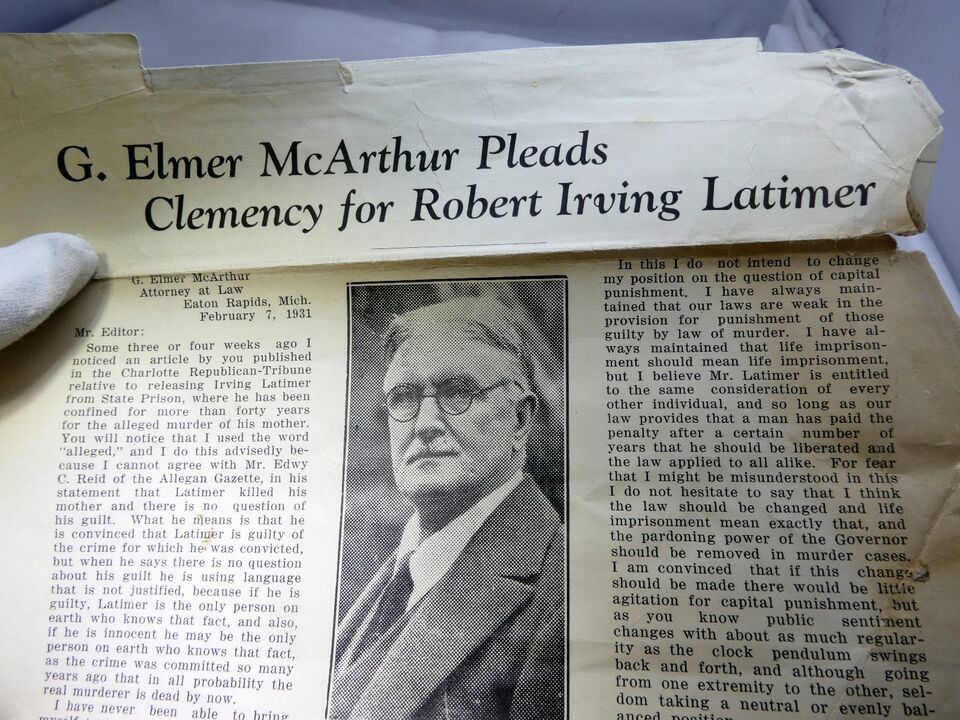 G. Elmer McArthur Pleads
Clemency for Robert Irving Latimer
G. Elmer McArthur
Attorney at Law
Eaton Rapids, Mich.
February 7, 1931
Mr. Editor:
Some three or four weeks ago I
noticed an article by you published
in the Charlotte Republican-Tribune
relative to releasing Irving Latimer
from State Prison, where he has been
confined for more than forty years
for the alleged murder of his mother.
You will notice that I used the word
"alleged," and I do this advisedly be-
cause I cannot agree with Mr. Edwy
C. Reid of the Allegan Gazette, in his
statement that Latimer killed his
mother and there is no question of
his guilt. What he means is that he
is convinced that Latimer is guilty of
the crime for which he was convicted,
but when he says there is no question
about his guilt he is using language
that is not justified, because if he is
guilty, Latimer is the only person on
earth who knows that fact, and also,
if he is innocent he may be the only
person on earth who knows that fact,
as the crime was committed so many
years ago that in all probability the
real murderer is dead by now.
I have never been able to bring
In this I do not intend to change
my position on the question of capital
punishment. I have always main-
tained that our laws are weak in the
provision for punishment of those
guilty by law of murder. I have al-
ways maintained that life imprison-
ment should mean life imprisonment,
but I believe Mr. Latimer is entitled
to the same consideration of every
other individual, and so long as our
law provides that a man has paid the
penalty after a certain number of
years that he should be liberated and
the law applied to all alike. For fear
that I might be misunderstood in this
I do not hesitate to say that I think
the law should be changed and life
imprisonment mean exactly that, and
the pardoning power of the Governor
should be removed in murder cases.
I am convinced that if this change
should be made there would be little
agitation for capital punishment, but
as you know public sentiment
changes with about as much regular-
ity as the clock pendulum swings
back and forth, and although going
from one extremity to the other, sel-
dom taking a neutral or evenly bal-
anced position